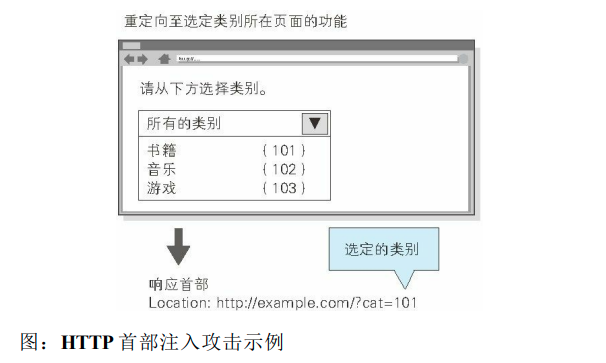 重定向至选定类别所在页面的功能
请从下方选择类别。
所有的类别 ▼
书籍 (101)
音乐 (102)
游戏 (103)
选定的类别
响应首部
Location: http://example.com/?cat=101
图：HTTP 首部注入攻击示例